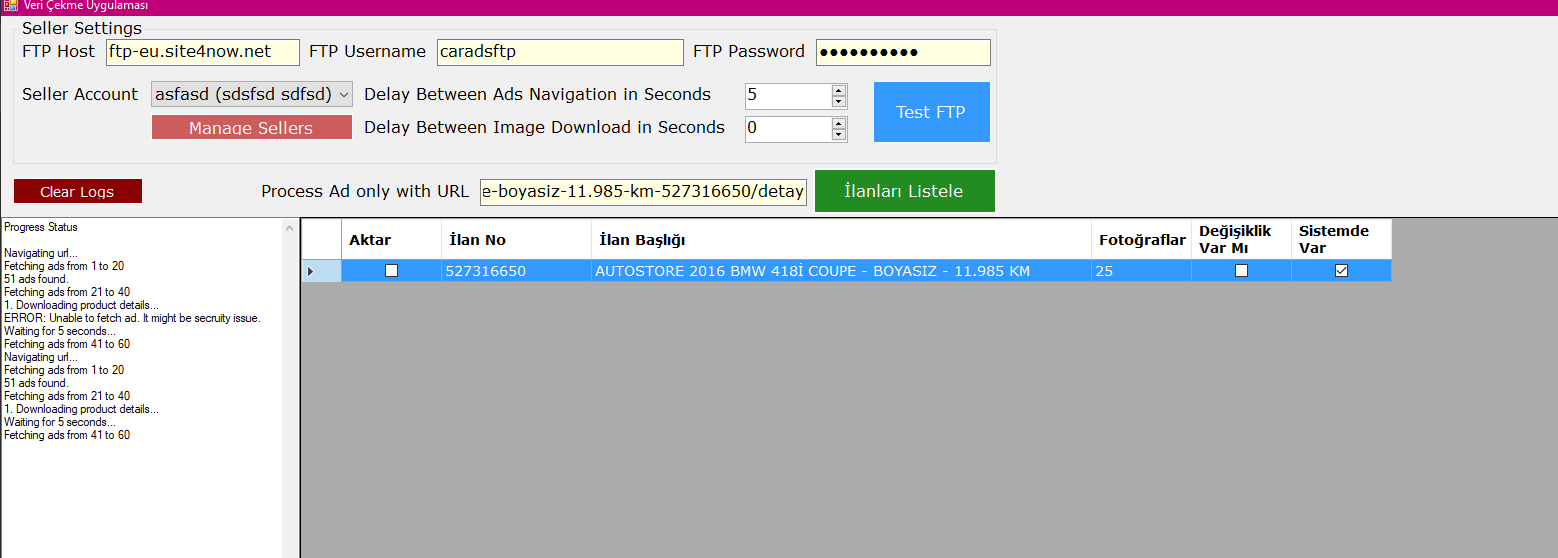 Veri Çekme Uygulaması
Seller Settings
FTP Host ftp-eu.site4now.net FTP Username caradsftp FTP Password ●●●●●●●●●●
Seller Account asfasd (sdsfsd sdfsd) Delay Between Ads Navigation in Seconds 5
Test FTP
Manage Sellers Delay Between Image Download in Seconds 0
Clear Logs Process Ad only with URL e-boyasiz-11.985-km-527316650/detay İlanları Listele
Progress Status
Navigating url...
Fetching ads from 1 to 20
51 ads found.
Fetching ads from 21 to 40
1. Downloading product details...
ERROR: Unable to fetch ad. It might be secruity issue.
Waiting for 5 seconds...
Fetching ads from 41 to 60
Navigating url...
Fetching ads from 1 to 20
51 ads found.
Fetching ads from 21 to 40
1. Downloading product details...
Waiting for 5 seconds...
Fetching ads from 41 to 60
Aktar İlan No İlan Başlığı Fotoğraflar Değişiklik Var Mı Sistemde Var
527316650 AUTOSTORE 2016 BMW 418İ COUPE - BOYASIZ - 11.985 KM 25